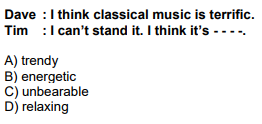 Dave : I think classical music is terrific.
Tim : I can't stand it. I think it's - - - -.
A) trendy
B) energetic
C) unbearable
D) relaxing